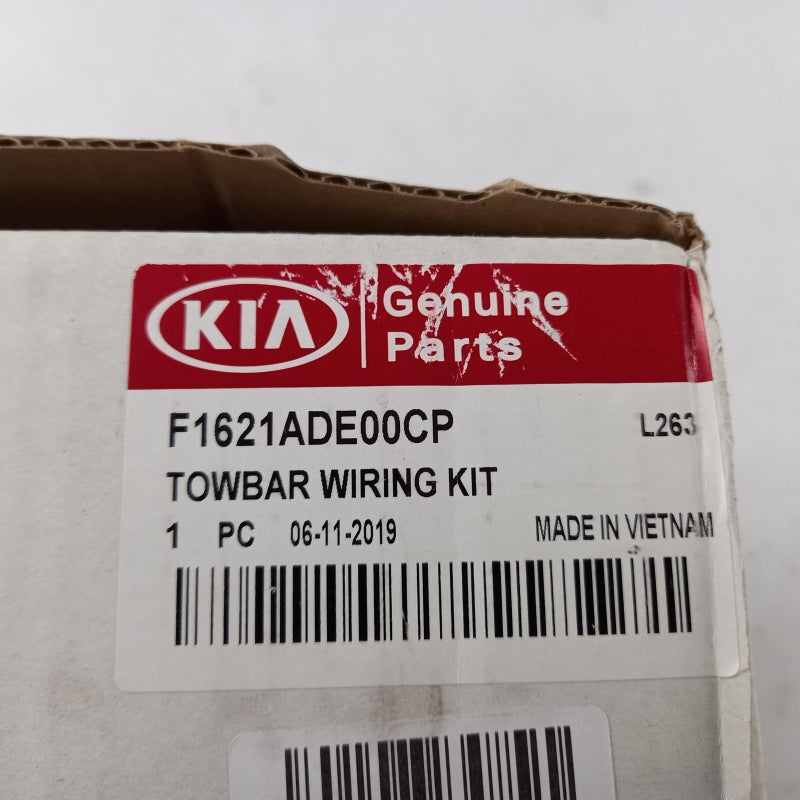 KIA
Genuine
Parts
F1621ADE00CP L263
TOWBAR WIRING KIT
1 PC 06-11-2019 MADE IN VIETNAM